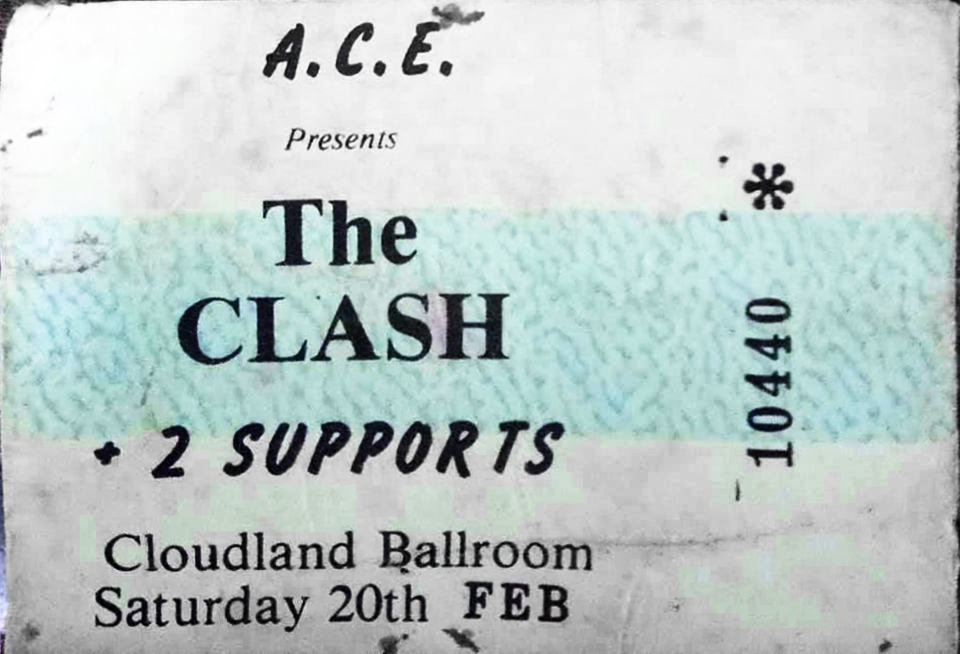 A.C.E.
Presents
The
CLASH
+ 2 SUPPORTS
Cloudland Ballroom
Saturday 20th FEB
* 10440